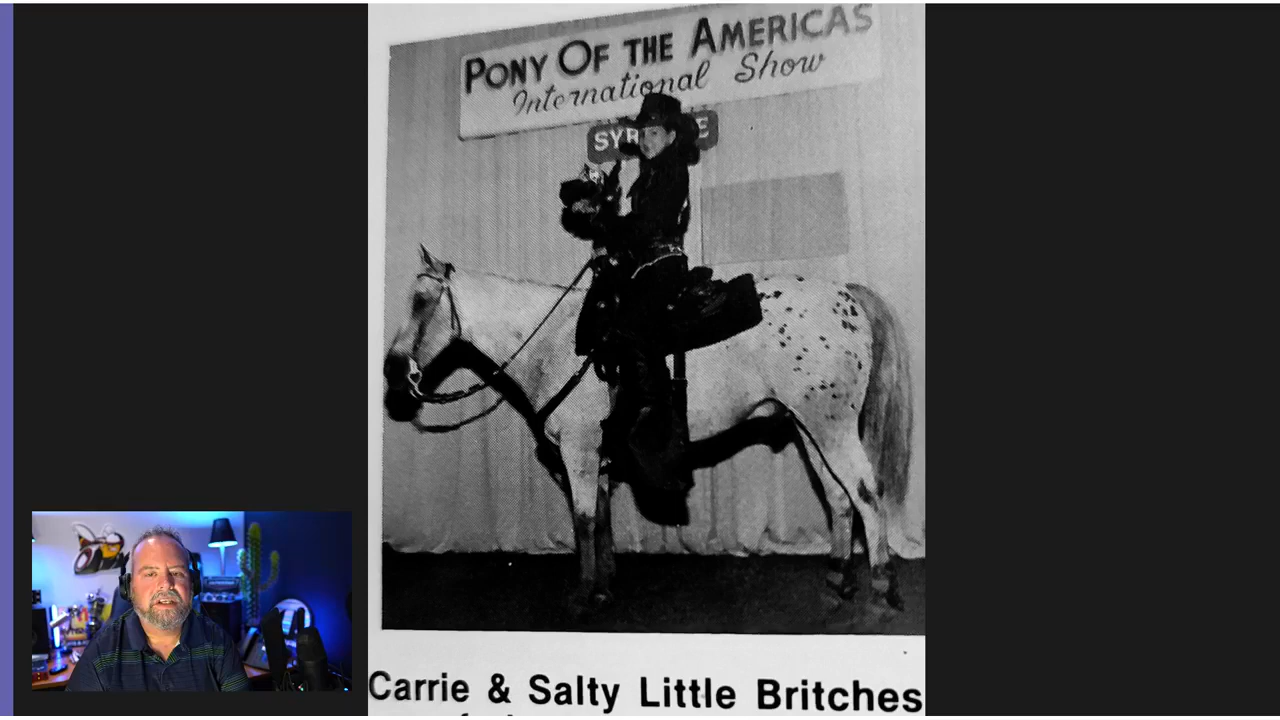 PONY OF THE AMERICAS
International Show
Carrie & Salty Little Britches